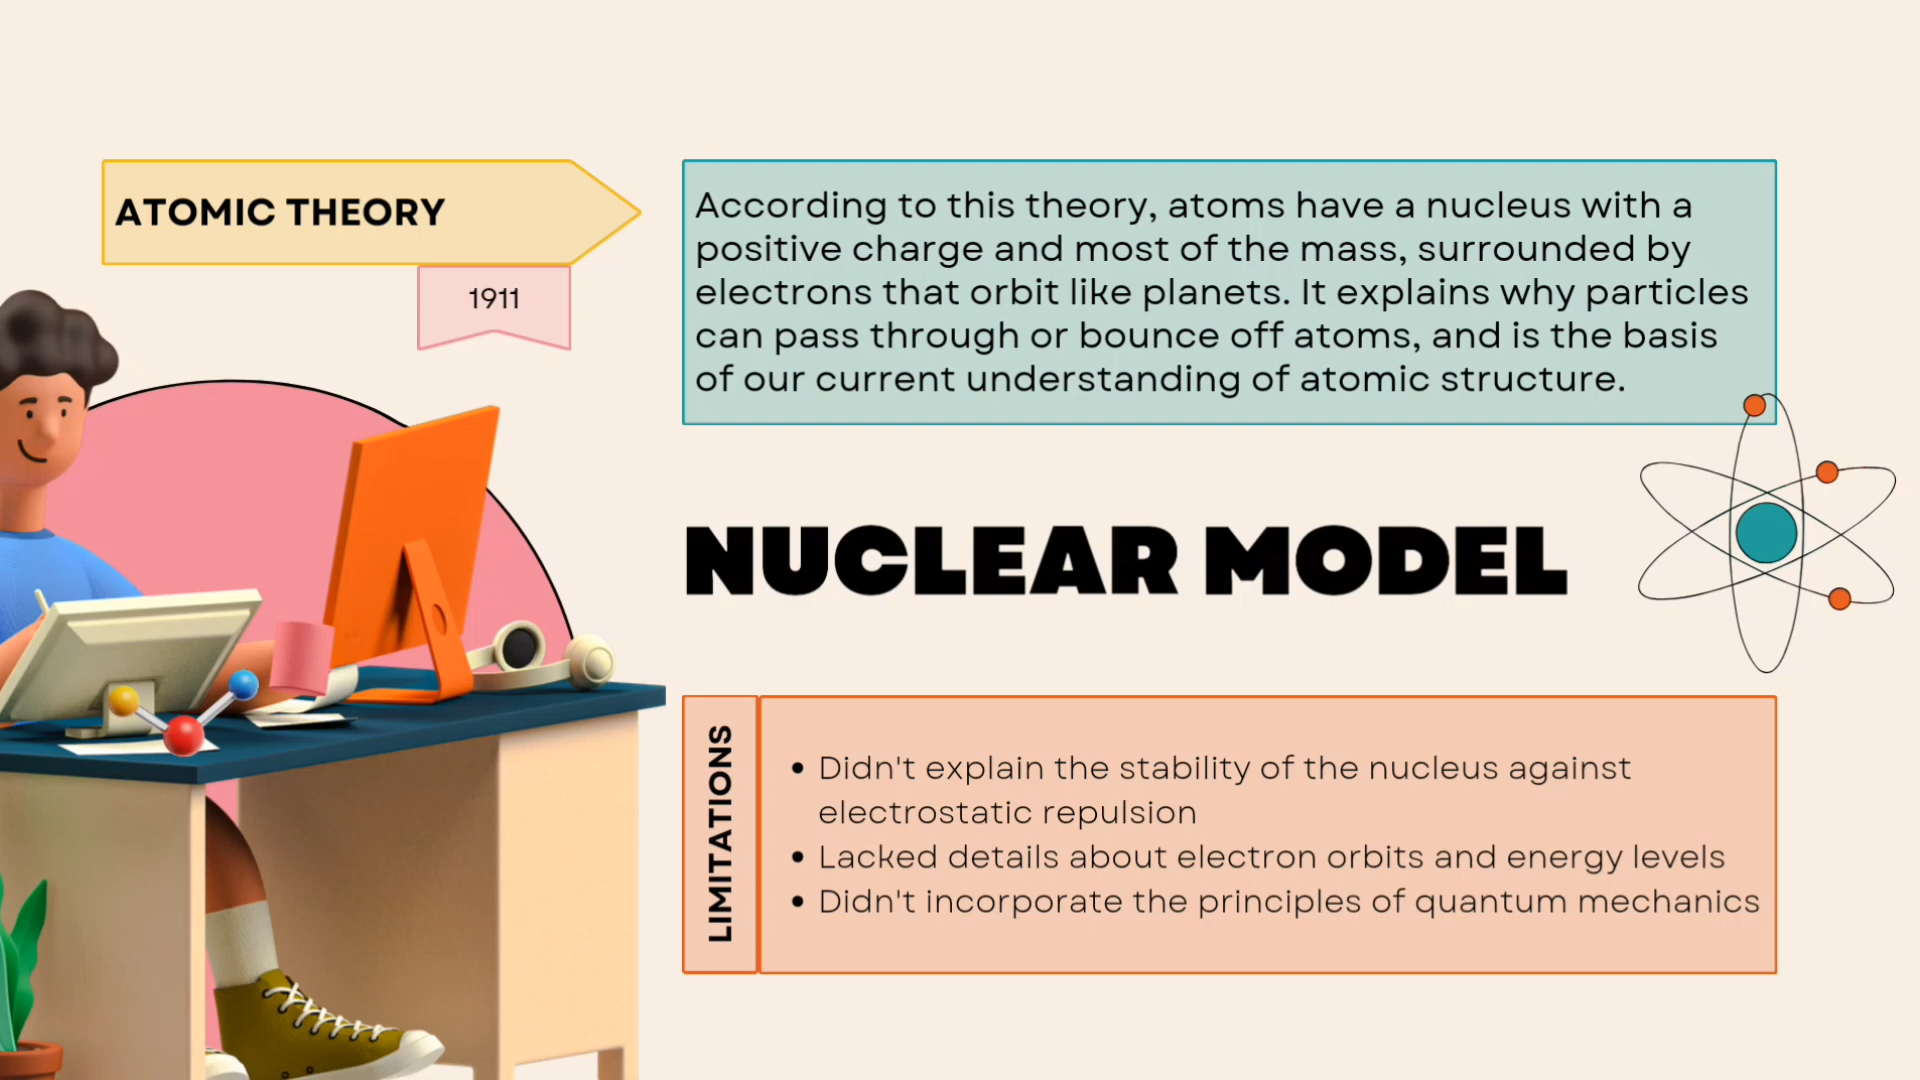 ATOMIC THEORY
1911
According to this theory, atoms have a nucleus with a
positive charge and most of the mass, surrounded by
electrons that orbit like planets. It explains why particles
can pass through or bounce off atoms, and is the basis
of our current understanding of atomic structure.
NUCLEAR MODEL
LIMITATIONS
• Didn't explain the stability of the nucleus against
electrostatic repulsion
• Lacked details about electron orbits and energy levels
• Didn't incorporate the principles of quantum mechanics